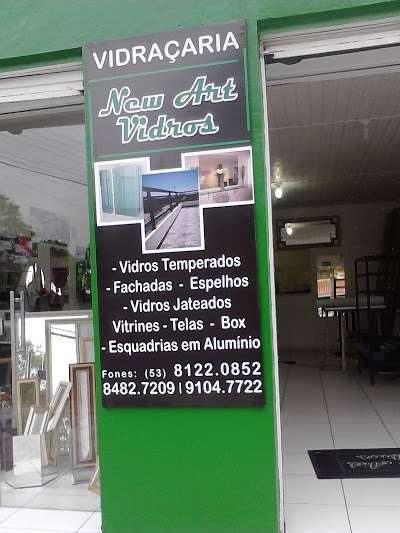 VIDRAÇARIA
New Art
Vidros
- Vidros Temperados
- Fachadas - Espelhos
- Vidros Jateados
Vitrines - Telas - Box
- Esquadrias em Alumínio
Fones: (53) 8122.0852
8482.7209 | 9104.7722